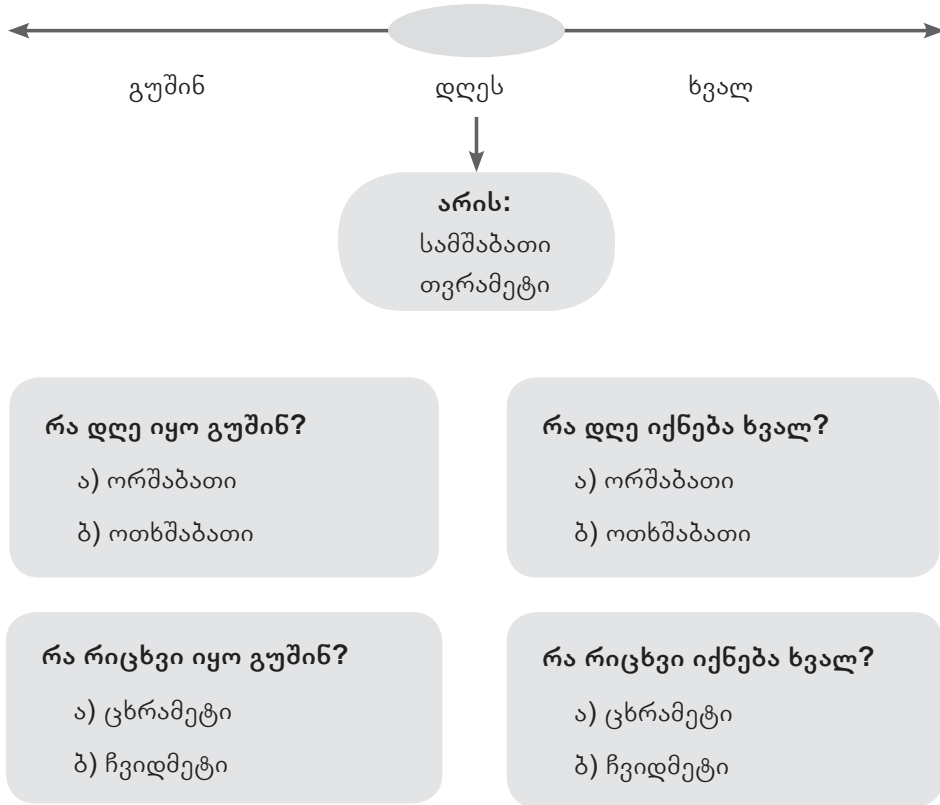 გუშინ დღეს ხვალ
არის:
სამშაბათი
თვრამეტი
რა დღე იყო გუშინ?
ა) ორშაბათი
ბ) ოთხშაბათი
რა დღე იქნება ხვალ?
ა) ორშაბათი
ბ) ოთხშაბათი
რა რიცხვი იყო გუშინ?
ა) ცხრამეტი
ბ) ჩვიდმეტი
რა რიცხვი იქნება ხვალ?
ა) ცხრამეტი
ბ) ჩვიდმეტი